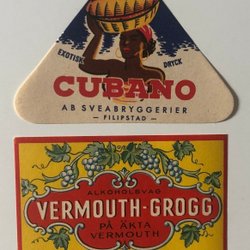 EXOTISK DRYCK
CUBANO
AB SVEABRYGGERIER
- FILIPSTAD -
ALKOHOLSVAG
VERMOUTH-GROGG
PÅ ÄKTA
VERMOUTH